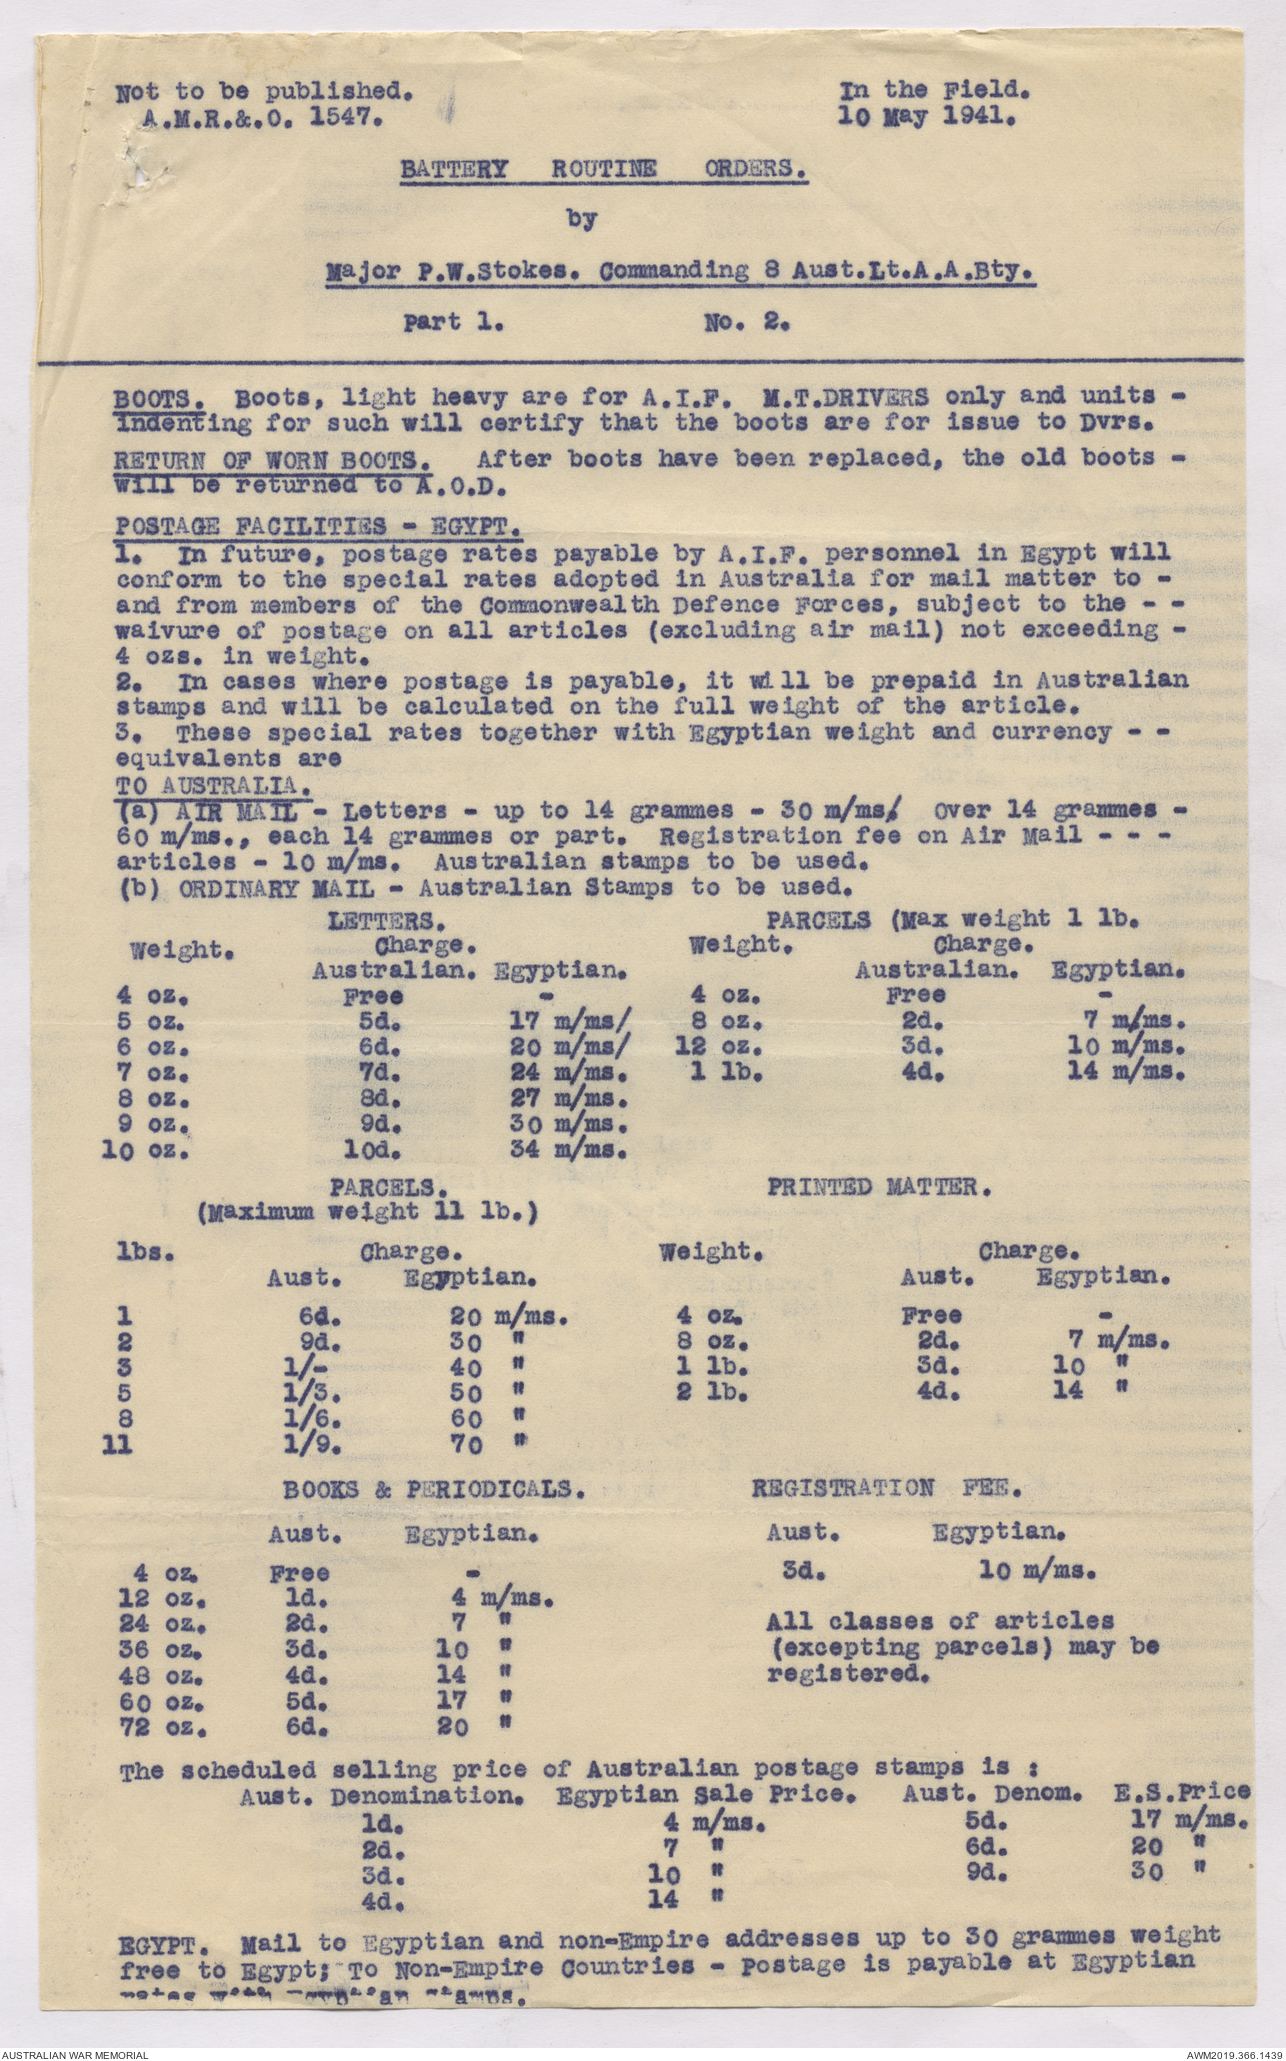 Not to be published. In the Field.
A.M.R.&.O. 1547. 10 May 1941.
BATTERY ROUTINE ORDERS.
by
Major P.W.Stokes. Commanding 8 Aust.Lt.A.A.Bty.
Part 1. No. 2.
BOOTS. Boots, light heavy are for A.I.F. M.T.DRIVERS only and units -
indenting for such will certify that the boots are for issue to Dvrs.
RETURN OF WORN BOOTS. After boots have been replaced, the old boots -
will be returned to A.O.D.
POSTAGE FACILITIES - EGYPT.
1. In future, postage rates payable by A.I.F. personnel in Egypt will
conform to the special rates adopted in Australia for mail matter to -
and from members of the Commonwealth Defence Forces, subject to the - -
waivure of postage on all articles (excluding air mail) not exceeding -
4 ozs. in weight.
2. In cases where postage is payable, it will be prepaid in Australian
stamps and will be calculated on the full weight of the article.
3. These special rates together with Egyptian weight and currency - -
equivalents are
TO AUSTRALIA.
(a) AIR MAIL - Letters - up to 14 grammes - 30 m/ms/ Over 14 grammes -
60 m/ms., each 14 grammes or part. Registration fee on Air Mail - - -
articles - 10 m/ms. Australian stamps to be used.
(b) ORDINARY MAIL - Australian Stamps to be used.
LETTERS. PARCELS (Max weight 1 lb.
Weight. Charge. Weight. Charge.
Australian. Egyptian. Australian. Egyptian.
4 oz. Free - 4 oz. Free -
5 oz. 5d. 17 m/ms/ 8 oz. 2d. 7 m/ms.
6 oz. 6d. 20 m/ms/ 12 oz. 3d. 10 m/ms.
7 oz. 7d. 24 m/ms. 1 lb. 4d. 14 m/ms.
8 oz. 8d. 27 m/ms.
9 oz. 9d. 30 m/ms.
10 oz. 10d. 34 m/ms.
PARCELS. PRINTED MATTER.
(Maximum weight 11 lb.)
lbs. Charge. Weight. Charge.
Aust. Egyptian. Aust. Egyptian.
1 6d. 20 m/ms. 4 oz. Free -
2 9d. 30 " 8 oz. 2d. 7 m/ms.
3 1/- 40 " 1 lb. 3d. 10 "
5 1/3. 50 " 2 lb. 4d. 14 "
8 1/6. 60 "
11 1/9. 70 "
BOOKS & PERIODICALS. REGISTRATION FEE.
Aust. Egyptian. Aust. Egyptian.
4 oz. Free - 3d. 10 m/ms.
12 oz. 1d. 4 m/ms.
24 oz. 2d. 7 " All classes of articles
36 oz. 3d. 10 " (excepting parcels) may be
48 oz. 4d. 14 " registered.
60 oz. 5d. 17 "
72 oz. 6d. 20 "
The scheduled selling price of Australian postage stamps is :
Aust. Denomination. Egyptian Sale Price. Aust. Denom. E.S.Price
1d. 4 m/ms. 5d. 17 m/ms.
2d. 7 " 6d. 20 "
3d. 10 " 9d. 30 "
4d. 14 "
EGYPT. Mail to Egyptian and non-Empire addresses up to 30 grammes weight
free to Egypt; To Non-Empire Countries - Postage is payable at Egyptian
rates with Egyptian stamps.
AUSTRALIAN WAR MEMORIAL AWM2019.366.1439